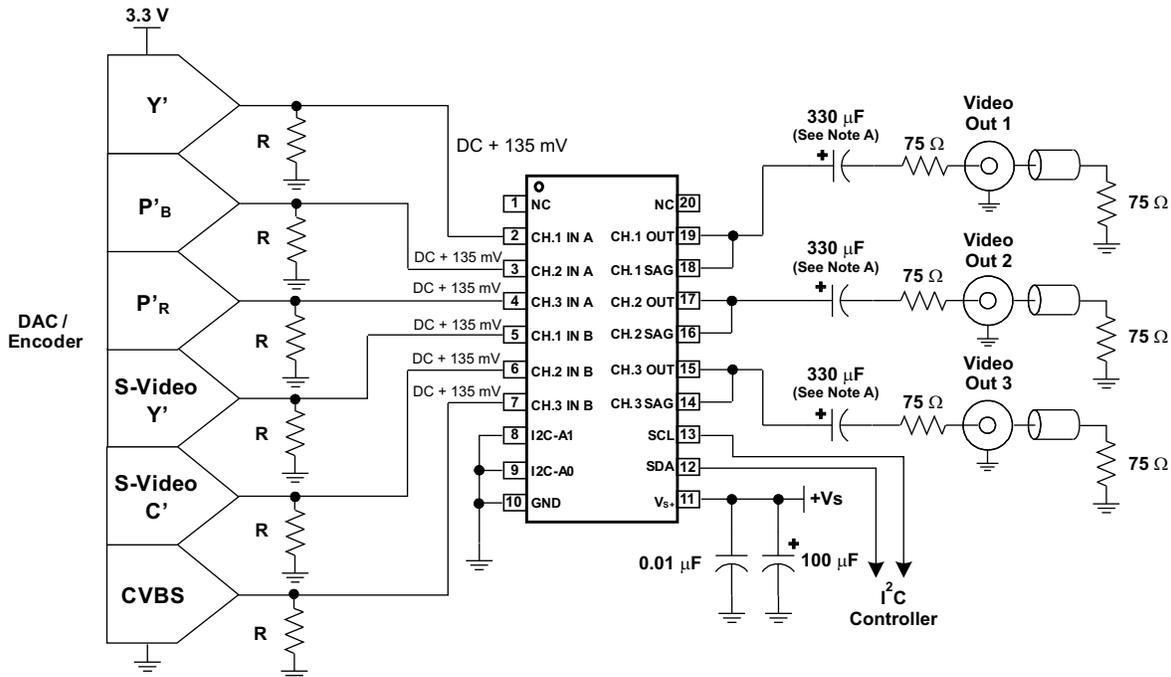 3.3 V
DAC /
Encoder
Y'
P'B
P'R
S-Video
Y'
S-Video
C'
CVBS
R
R
R
R
R
R
DC + 135 mV
DC + 135 mV
DC + 135 mV
DC + 135 mV
DC + 135 mV
DC + 135 mV
1 NC
2 CH.1 IN A
3 CH.2 IN A
4 CH.3 IN A
5 CH.1 IN B
6 CH.2 IN B
7 CH.3 IN B
8 I2C-A1
9 I2C-A0
10 GND
NC 20
CH.1 OUT 19
CH.1 SAG 18
CH.2 OUT 17
CH.2 SAG 16
CH.3 OUT 15
CH.3 SAG 14
SCL 13
SDA 12
VS+ 11
330 μF
(See Note A)
+
75 Ω
Video
Out 1
75 Ω
330 μF
(See Note A)
+
75 Ω
Video
Out 2
75 Ω
330 μF
(See Note A)
+
75 Ω
Video
Out 3
75 Ω
+Vs
0.01 μF
+
100 μF
I²C
Controller